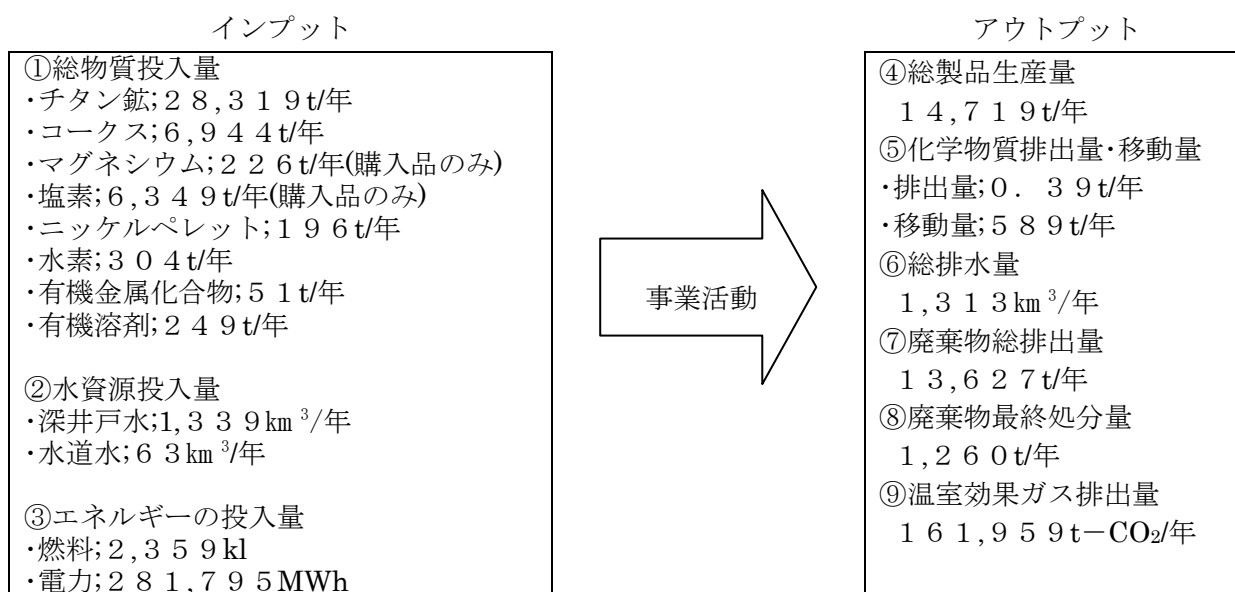 インプット
①総物質投入量
・チタン鉱;２８,３１９t/年
・コークス;６,９４４t/年
・マグネシウム;２２６t/年(購入品のみ)
・塩素;６,３４９t/年(購入品のみ)
・ニッケルペレット;１９６t/年
・水素;３０４t/年
・有機金属化合物;５１t/年
・有機溶剤;２４９t/年
②水資源投入量
・深井戸水;1,３３９㎞³/年
・水道水;６３㎞³/年
③エネルギーの投入量
・燃料;２,３５９kl
・電力;２８１,７９５MWh
事業活動
アウトプット
④総製品生産量
１４,７１９t/年
⑤化学物質排出量・移動量
・排出量;０．３９t/年
・移動量;５８９t/年
⑥総排水量
１,３１３㎞³/年
⑦廃棄物総排出量
１３,６２７t/年
⑧廃棄物最終処分量
１,２６０t/年
⑨温室効果ガス排出量
１６１,９５９t－CO₂/年